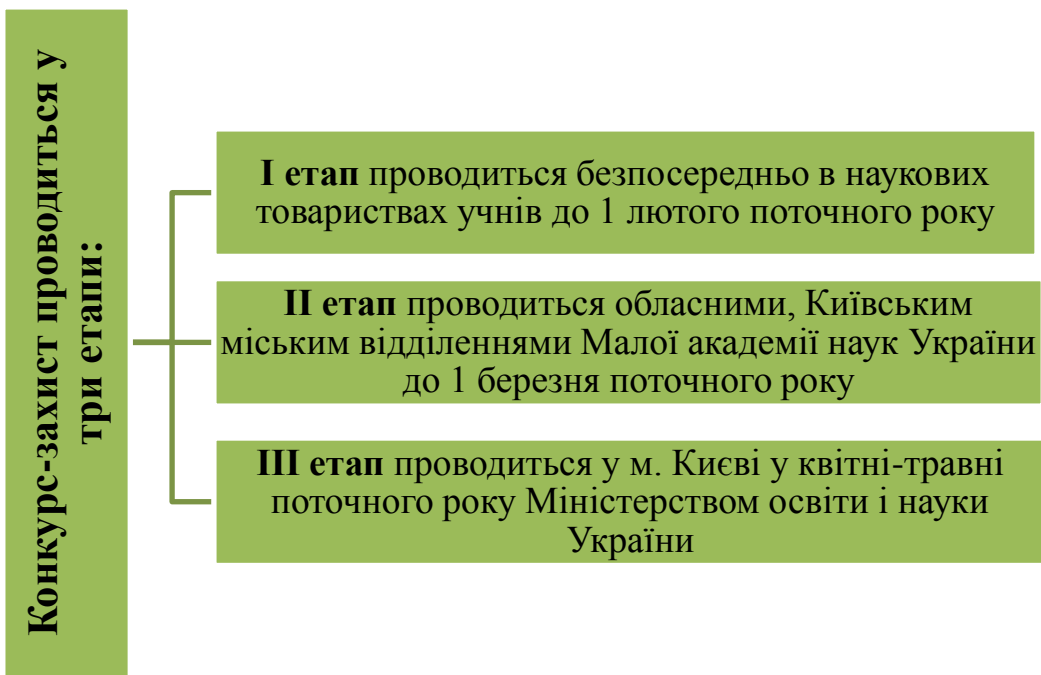 Конкурс-захист проводиться у
три етапи:
І етап проводиться безпосередньо в наукових
товариствах учнів до 1 лютого поточного року
ІІ етап проводиться обласними, Київським
міським відділеннями Малої академії наук України
до 1 березня поточного року
ІІІ етап проводиться у м. Києві у квітні-травні
поточного року Міністерством освіти і науки
України